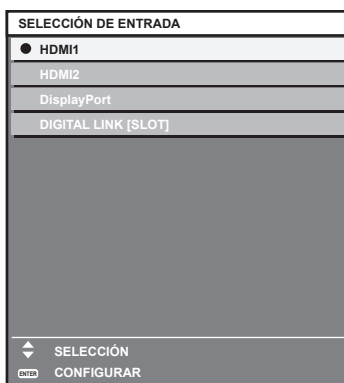 SELECCIÓN DE ENTRADA
HDMI1
HDMI2
DisplayPort
DIGITAL LINK [SLOT]
SELECCIÓN
ENTER CONFIGURAR